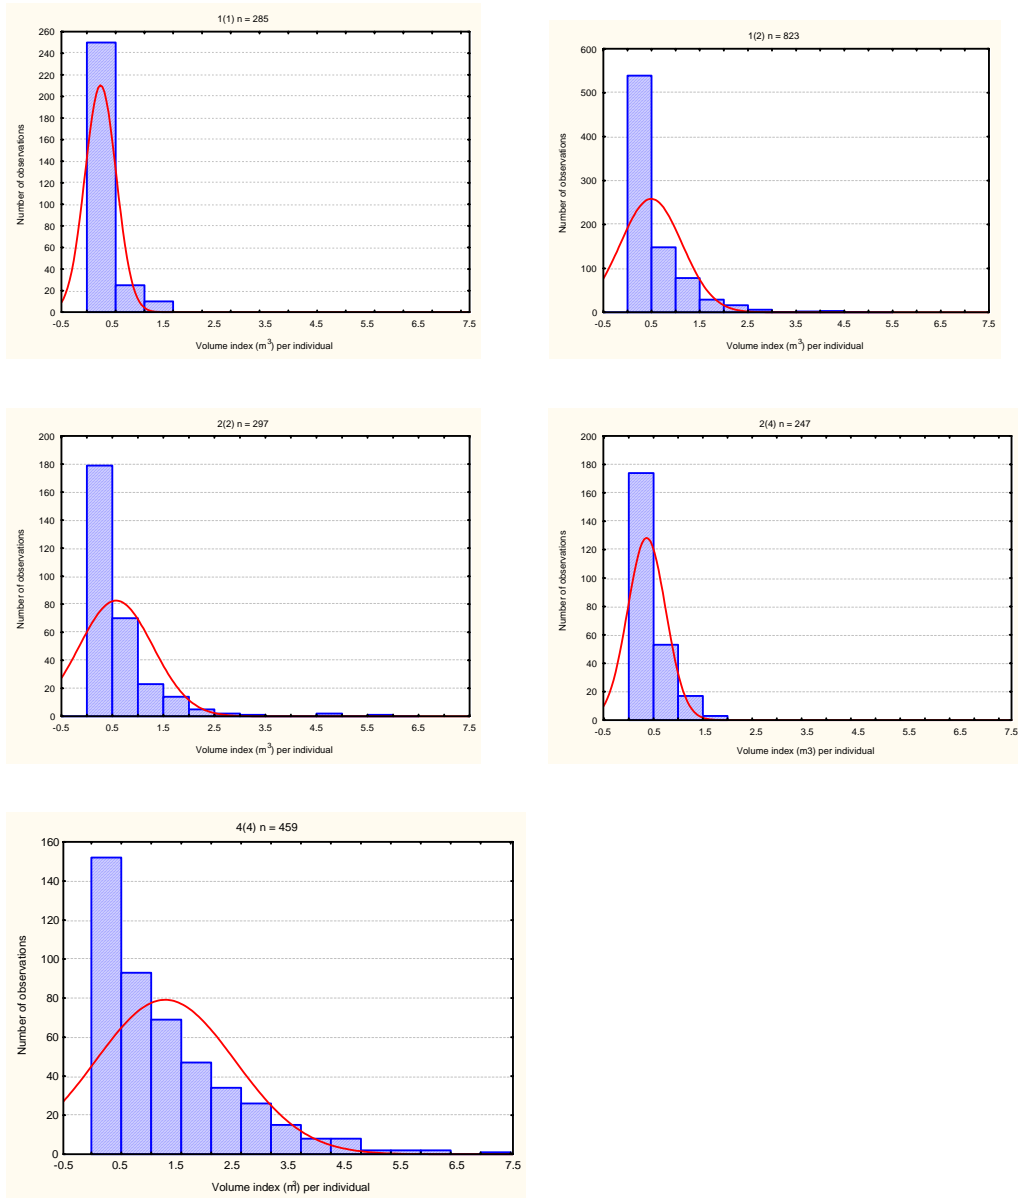 1(1) n = 285
Number of observations
260
240
220
200
180
160
140
120
100
80
60
40
20
0
-0.5 0.5 1.5 2.5 3.5 4.5 5.5 6.5 7.5
Volume index (m3) per individual
1(2) n = 823
Number of observations
600
500
400
300
200
100
0
-0.5 0.5 1.5 2.5 3.5 4.5 5.5 6.5 7.5
Volume index (m3) per individual
2(2) n = 297
Number of observations
200
180
160
140
120
100
80
60
40
20
0
-0.5 0.5 1.5 2.5 3.5 4.5 5.5 6.5 7.5
Volume index (m3) per individual
2(4) n = 247
Number of observations
200
180
160
140
120
100
80
60
40
20
0
-0.5 0.5 1.5 2.5 3.5 4.5 5.5 6.5 7.5
Volume index (m3) per individual
4(4) n = 459
Number of observations
160
140
120
100
80
60
40
20
0
-0.5 0.5 1.5 2.5 3.5 4.5 5.5 6.5 7.5
Volume index (m3) per individual